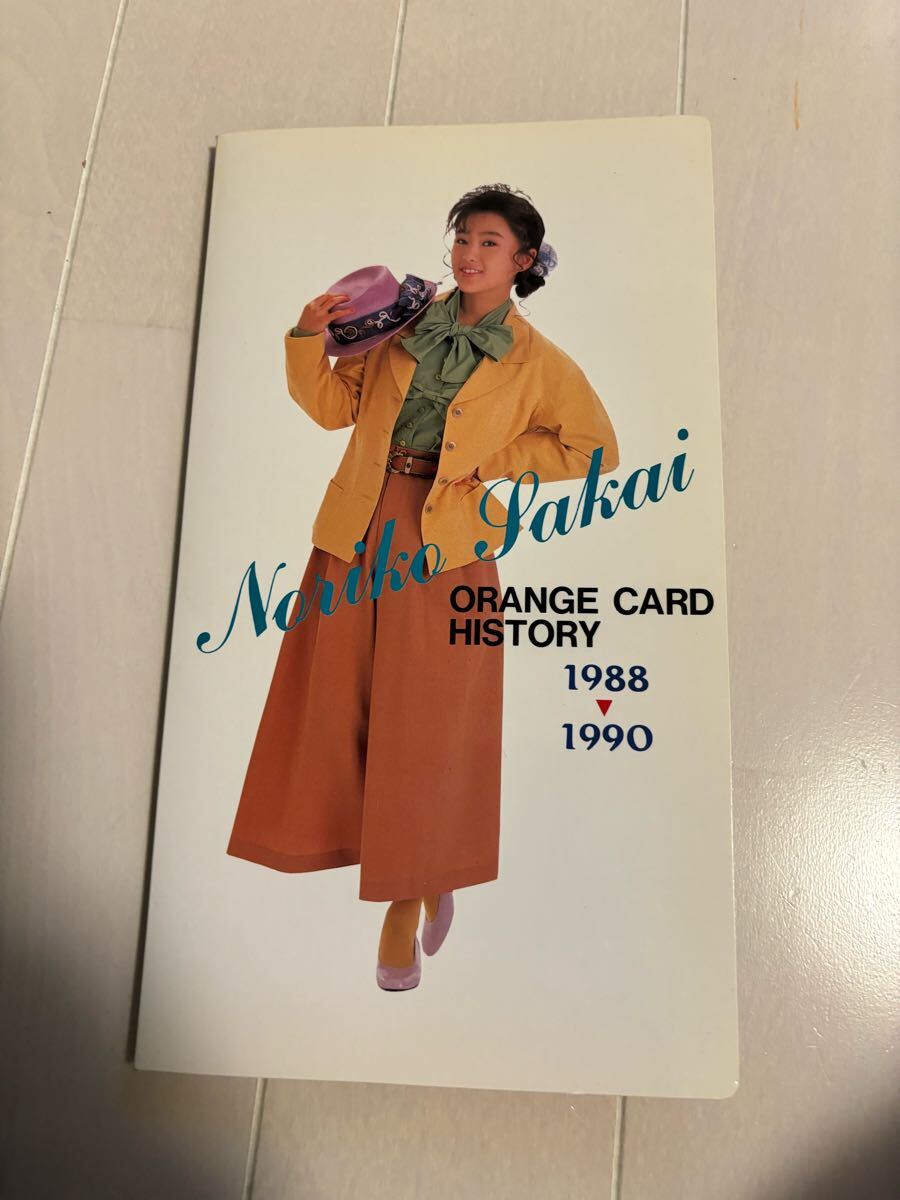 Noriko Sakai
ORANGE CARD
HISTORY
1988
1990